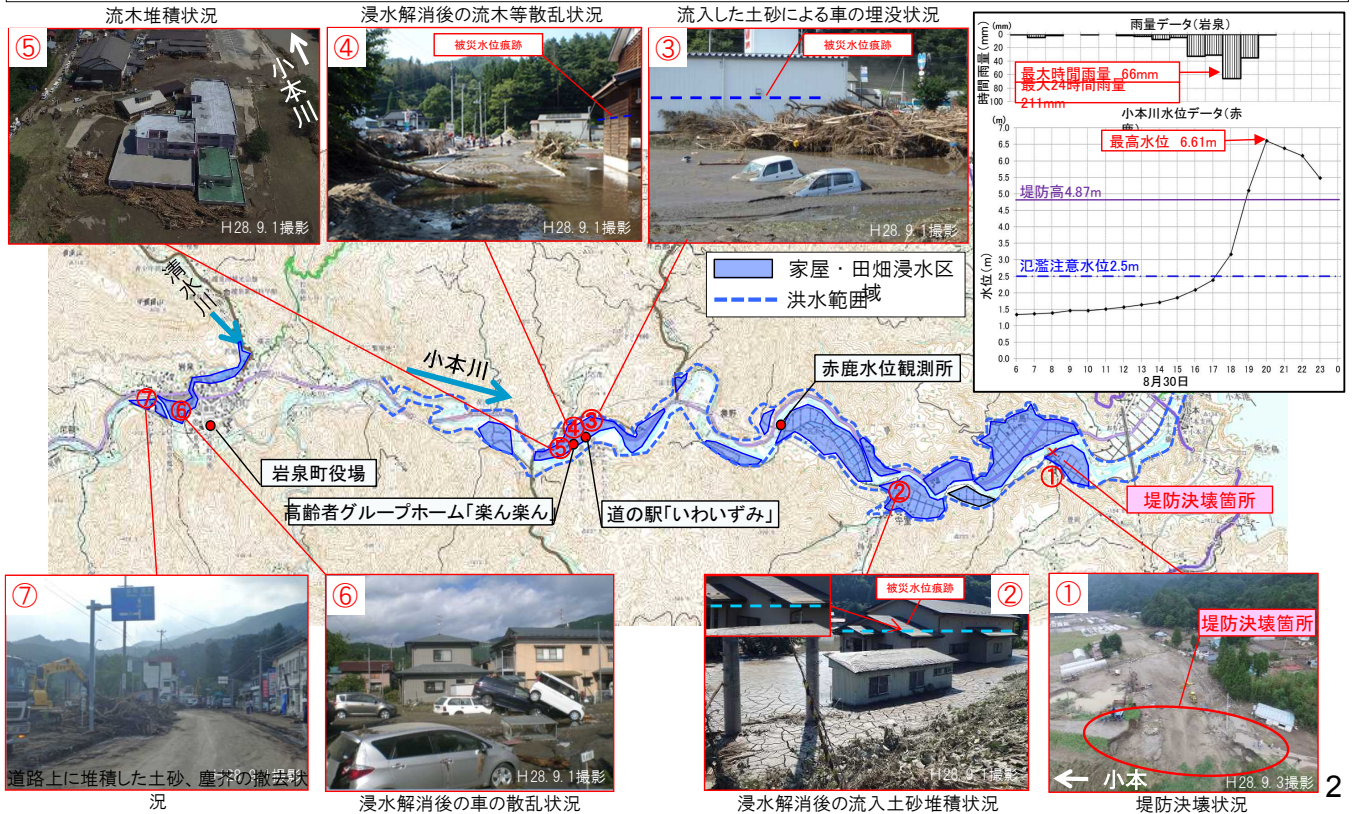 流木堆積状況
浸水解消後の流木等散乱状況
流入した土砂による車の埋没状況
⑤
小本川
H28.9.1撮影
④
被災水位痕跡
H28.9.1撮影
③
被災水位痕跡
H28.9.1撮影
雨量データ(岩泉)
(mm)
(mm)
時間雨量
0
20
40
60
80
100
最大時間雨量 66mm
最大24時間雨量
211mm
小本川水位データ(赤
鹿)
(m)
水位(m)
7.0
6.5
6.0
5.5
5.0
4.5
4.0
3.5
3.0
2.5
2.0
1.5
1.0
0.5
0.0
最高水位 6.61m
堤防高4.87m
氾濫注意水位2.5m
6 7 8 9 10 11 12 13 14 15 16 17 18 19 20 21 22 23 0
8月30日
家屋・田畑浸水区
域
洪水範囲
清水川
小本川
赤鹿水位観測所
岩泉
⑦
⑥
⑤
④
③
②
①
岩泉町役場
高齢者グループホーム「楽ん楽ん」
道の駅「いわいずみ」
堤防決壊箇所
⑦
道路上に堆積した土砂、塵芥の撤去状
況
⑥
H28.9.1撮影
浸水解消後の車の散乱状況
②
被災水位痕跡
H28.9.1撮影
浸水解消後の流入土砂堆積状況
①
堤防決壊箇所
← 小本
H28.9.3撮影
堤防決壊状況
2